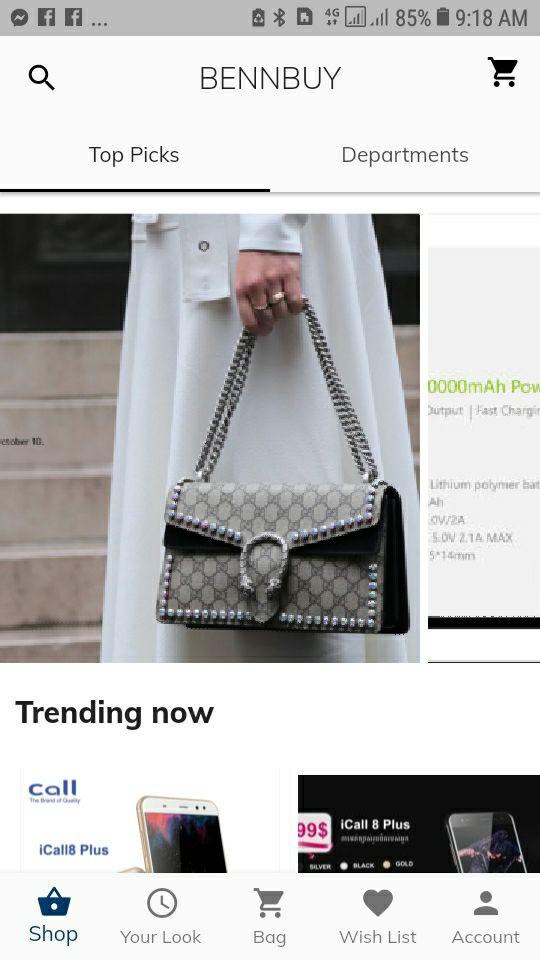 ...
4G
85%
9:18 AM
BENNBUY
Top Picks
Departments
0000mAh Pow
Output | Fast Chargin
ctober 10.
Lithium polymer bat
Ah
.0V/2A
5.0V 2.1A MAX
5*14mm
Trending now
call
The Brand of Quality
iCall8 Plus
99$
iCall 8 Plus
SILVER
BLACK
GOLD
Shop
Your Look
Bag
Wish List
Account